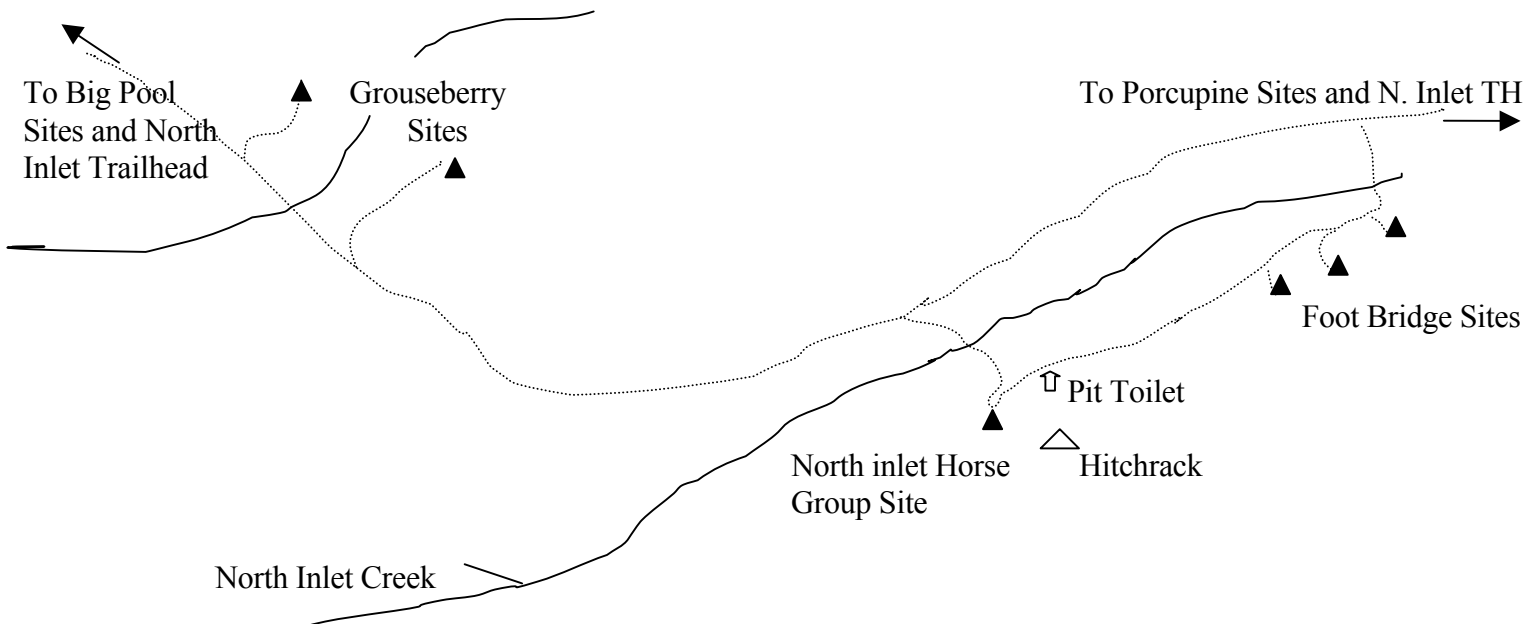 To Big Pool
Sites and North
Inlet Trailhead
Grouseberry
Sites
To Porcupine Sites and N. Inlet TH
Foot Bridge Sites
Pit Toilet
Hitchrack
North inlet Horse
Group Site
North Inlet Creek